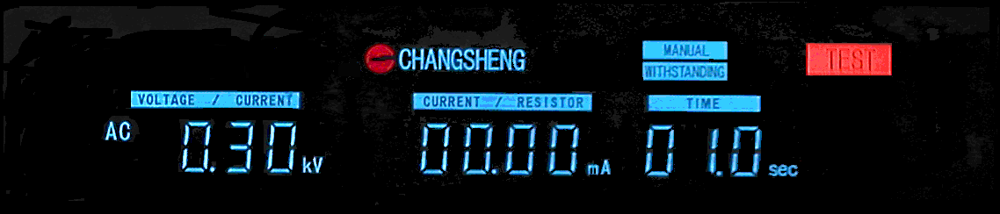 CHANGSHENG
MANUAL
WITHSTANDING
TEST
VOLTAGE / CURRENT
CURRENT / RESISTOR
TIME
AC 0.30 kV
00.00 mA
01.0 sec